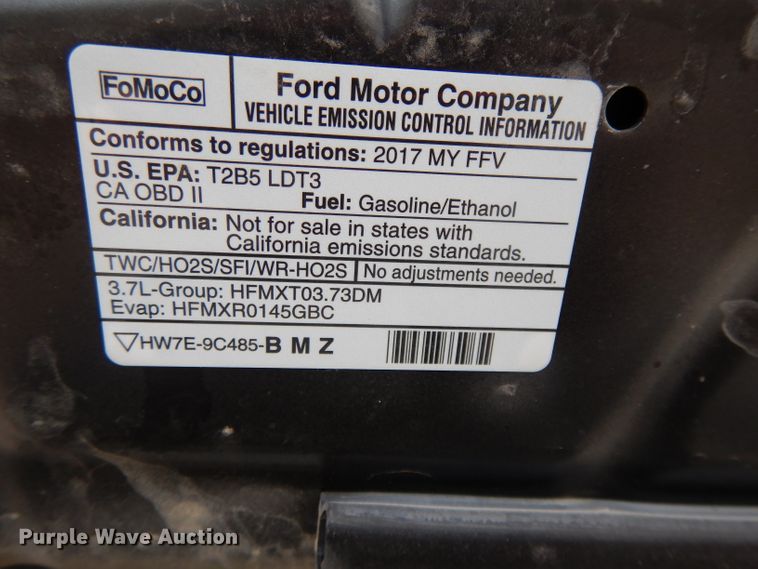 FoMoCo
Ford Motor Company
VEHICLE EMISSION CONTROL INFORMATION
Conforms to regulations: 2017 MY FFV
U.S. EPA: T2B5 LDT3
CA OBD II Fuel: Gasoline/Ethanol
California: Not for sale in states with
California emissions standards.
TWC/HO2S/SFI/WR-HO2S No adjustments needed.
3.7L-Group: HFMXT03.73DM
Evap: HFMXR0145GBC
HW7E-9C485-B M Z
Purple Wave Auction®